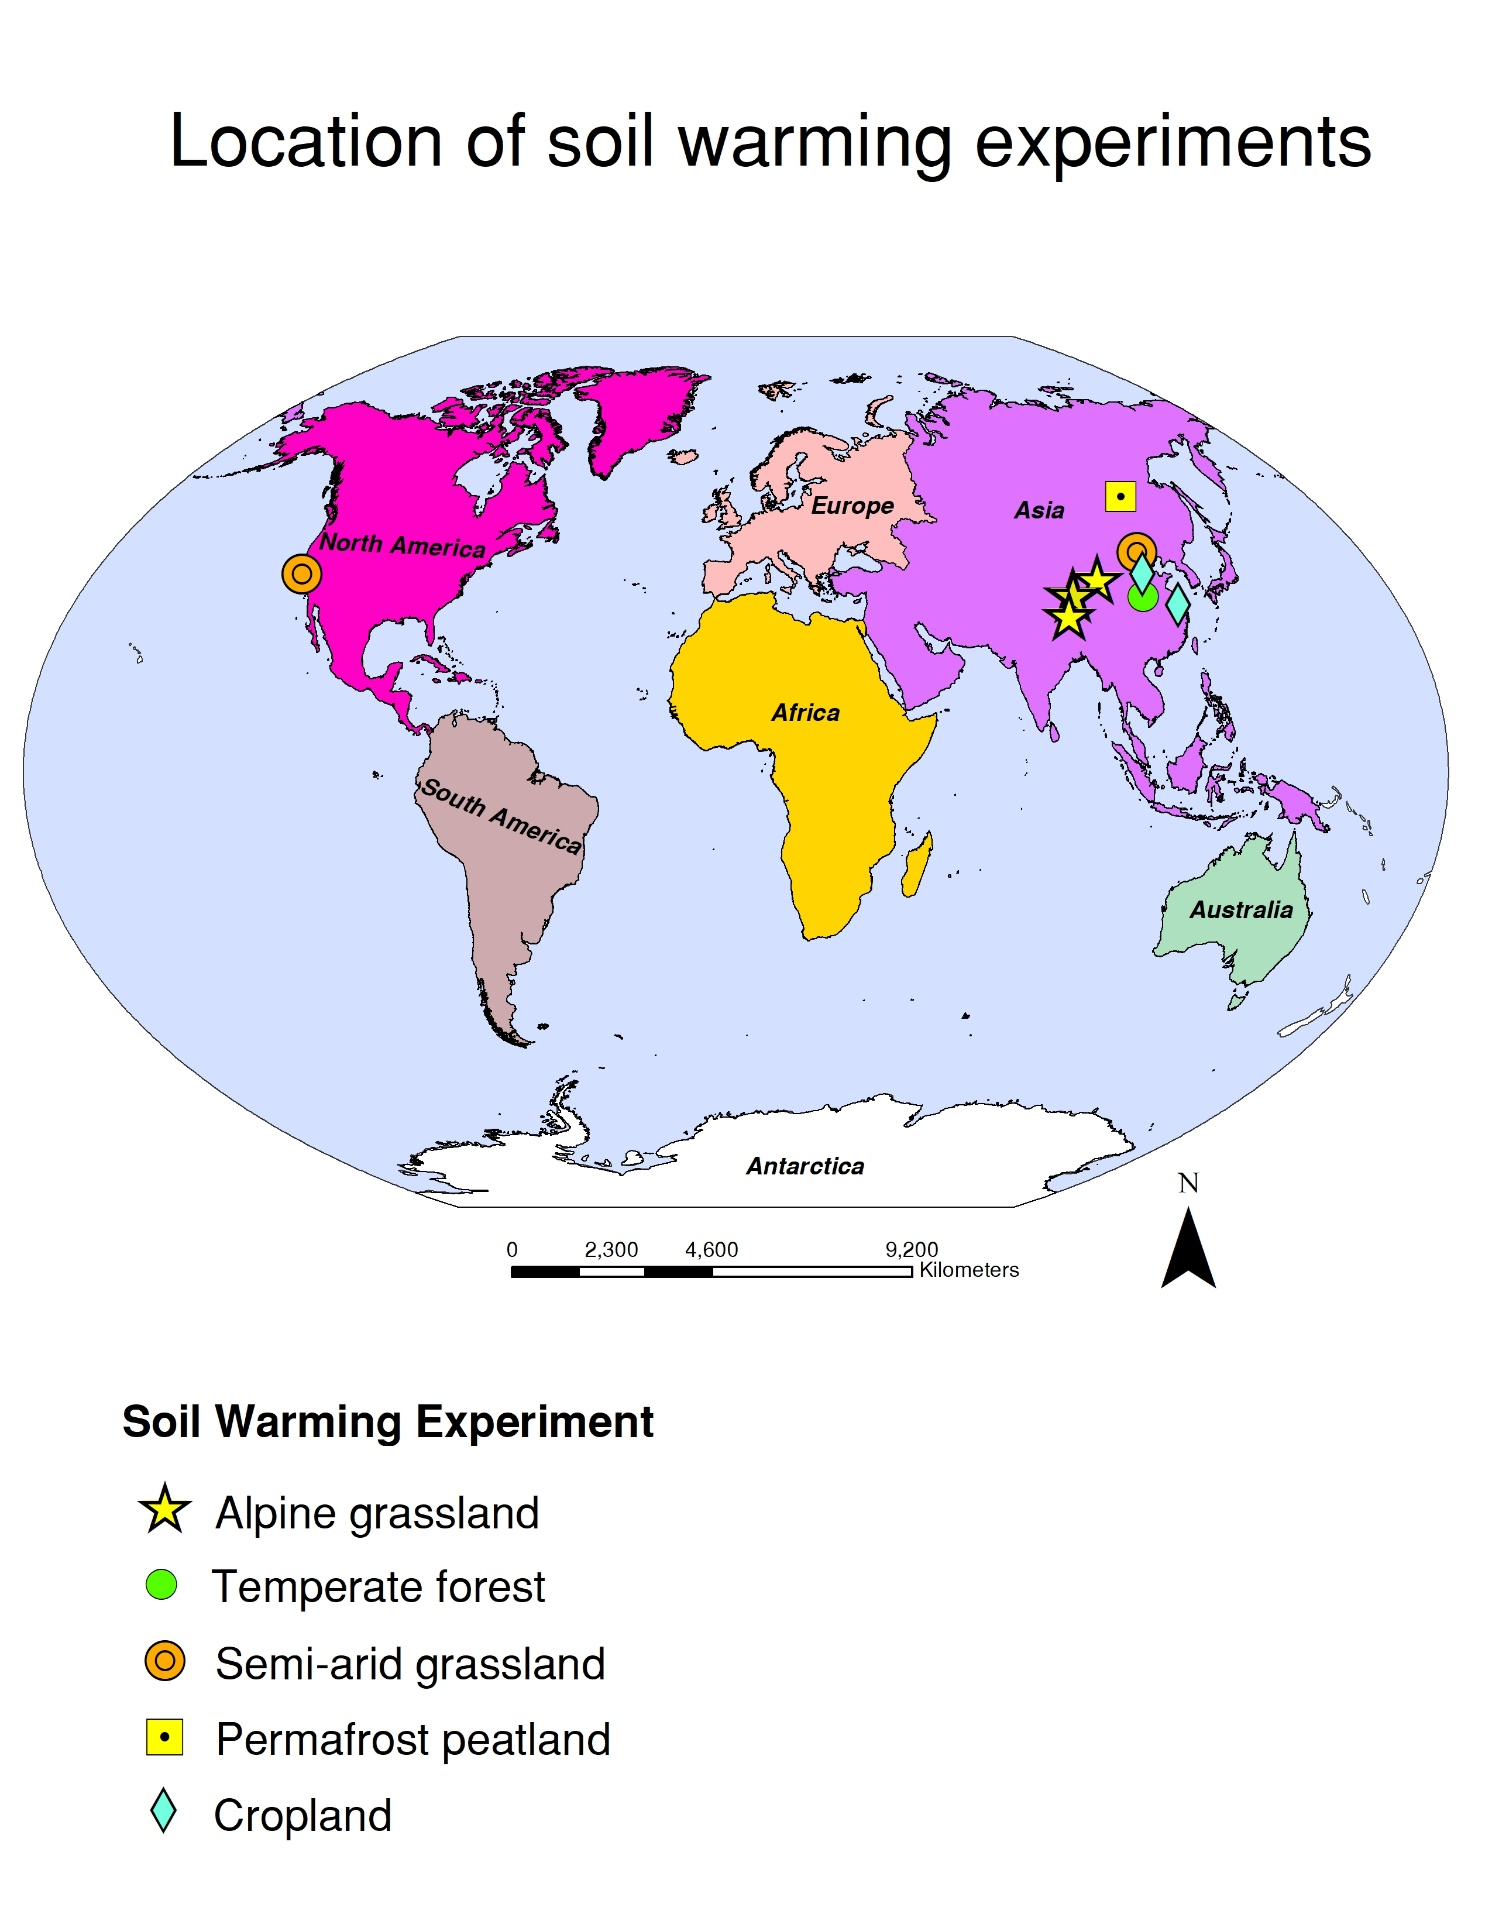 Location of soil warming experiments
North America
Europe
Asia
Africa
South America
Australia
Antarctica
N
0 2,300 4,600 9,200
Kilometers
Soil Warming Experiment
Alpine grassland
Temperate forest
Semi-arid grassland
Permafrost peatland
Cropland